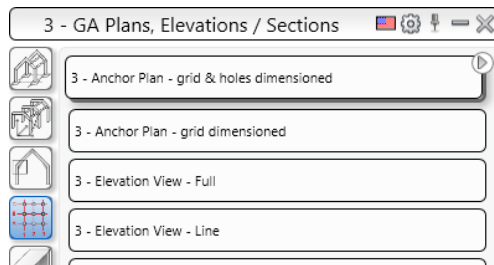 3 - GA Plans, Elevations / Sections
3 - Anchor Plan - grid & holes dimensioned
3 - Anchor Plan - grid dimensioned
3 - Elevation View - Full
3 - Elevation View - Line